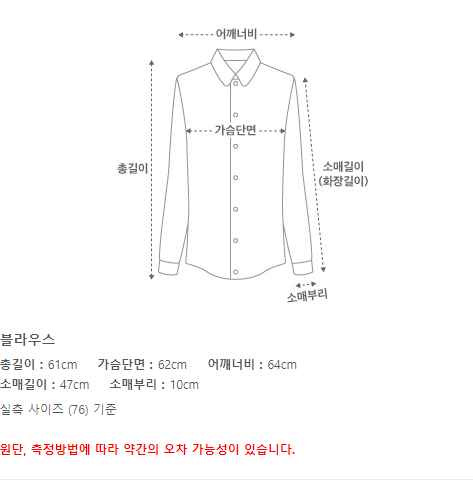 어깨너비
가슴단면
총길이
소매길이
(화장길이)
소매부리
블라우스
총길이 : 61cm 가슴단면 : 62cm 어깨너비 : 64cm
소매길이 : 47cm 소매부리 : 10cm
실측 사이즈 (76) 기준
원단, 측정방법에 따라 약간의 오차 가능성이 있습니다.